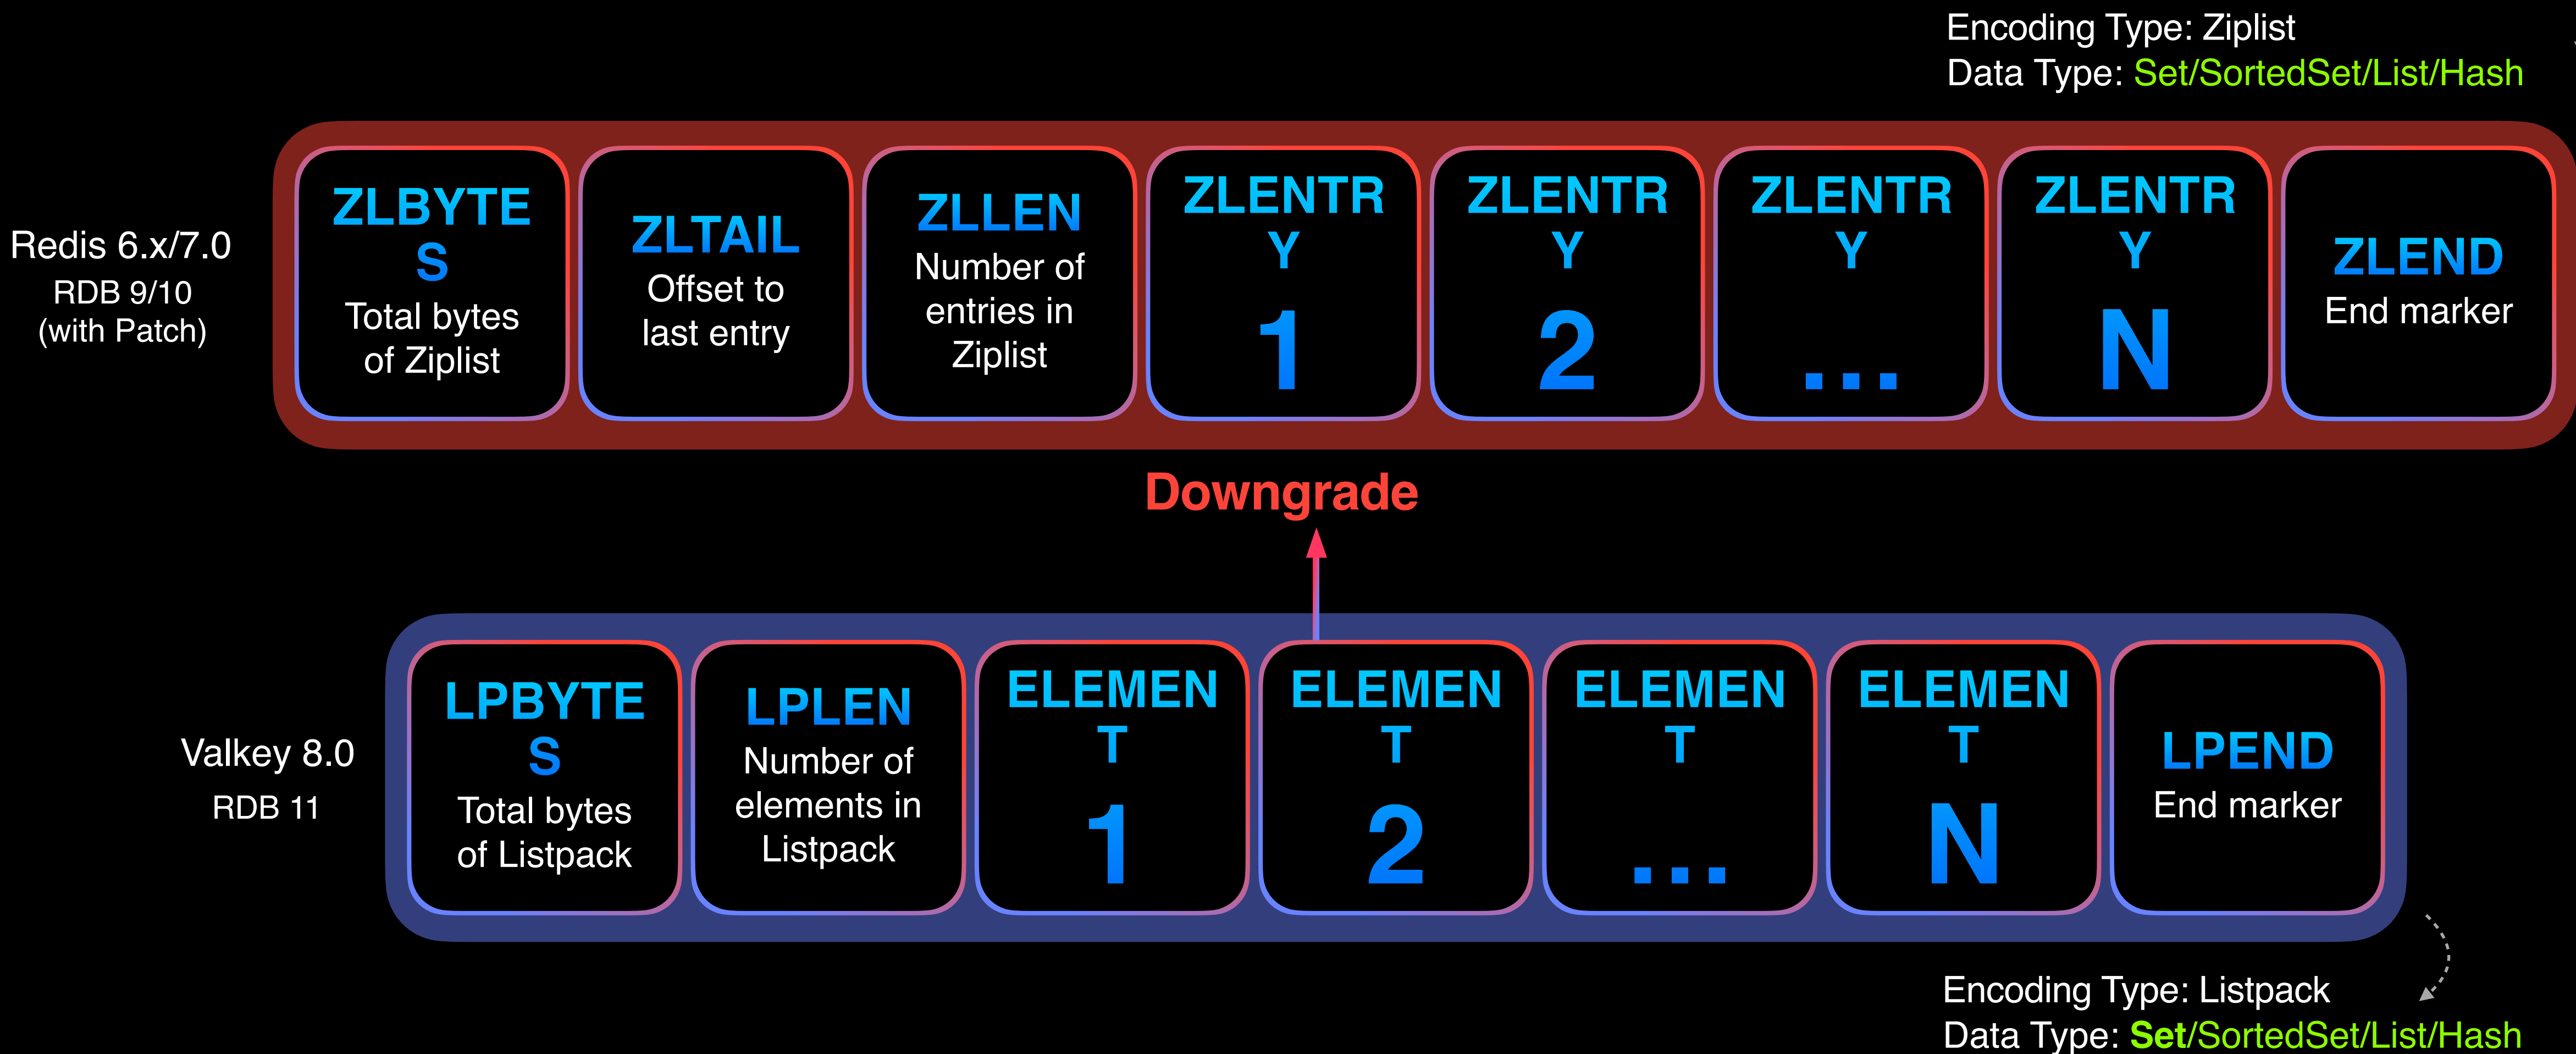 Encoding Type: Ziplist
Data Type: Set/SortedSet/List/Hash
Redis 6.x/7.0
RDB 9/10
(with Patch)
ZLBYTE
S
Total bytes
of Ziplist
ZLTAIL
Offset to
last entry
ZLLEN
Number of
entries in
Ziplist
ZLENTR
Y
1
ZLENTR
Y
2
ZLENTR
Y
...
ZLENTR
Y
N
ZLEND
End marker
Downgrade
Valkey 8.0
RDB 11
LPBYTE
S
Total bytes
of Listpack
LPLEN
Number of
elements in
Listpack
ELEMEN
T
1
ELEMEN
T
2
ELEMEN
T
...
ELEMEN
T
N
LPEND
End marker
Encoding Type: Listpack
Data Type: Set/SortedSet/List/Hash